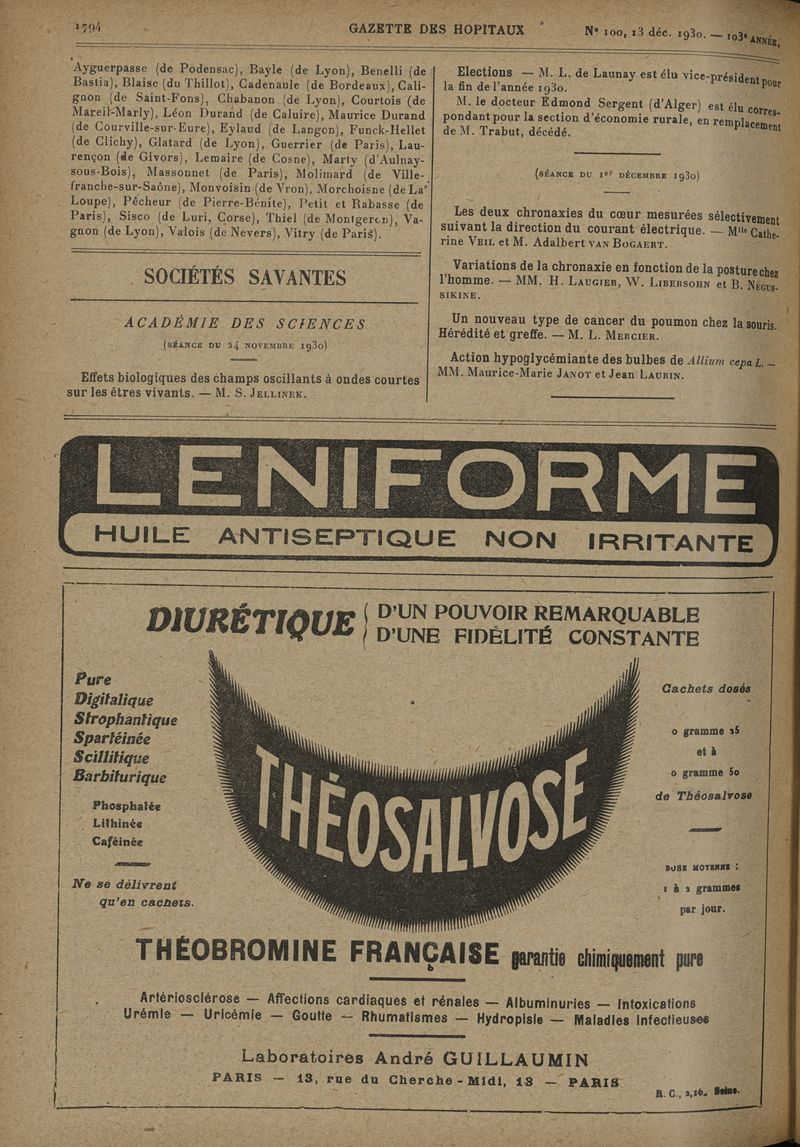 1794
GAZETTE DES HOPITAUX
N° 100, 13 déc. 1930. — 103e ANNÉE.
Ayguerpasse (de Podensac), Bayle (de Lyon), Benelli (de
Bastia), Blaise (du Thillot), Cadenaule (de Bordeaux), Cali-
gnon (de Saint-Fons), Chabanon (de Lyon), Courtois (de
Mareil-Marly), Léon Durand (de Caluire), Maurice Durand
(de Courville-sur-Eure), Eylaud (de Langon), Funck-Hellet
(de Clichy), Glatard (de Lyon), Guerrier (de Paris), Lau-
rençon (de Givors), Lemaire (de Cosne), Marly (d'Aulnay-
sous-Bois), Massonnet (de Paris), Molimard (de Ville-
franche-sur-Saône), Monvoisin (de Vron), Morchoisne (de La
Loupe), Pécheur (de Pierre-Bénite), Petit et Rabasse (de
Paris), Sisco (de Luri, Corse), Thiel (de Montgeron), Va-
gnon (de Lyon), Valois (de Nevers), Vitry (de Paris).
SOCIÉTÉS SAVANTES
ACADÉMIE DES SCIENCES
(SÉANCE DU 24 NOVEMBRE 1930)
Effets biologiques des champs oscillants à ondes courtes
sur les êtres vivants. — M. S. JELLINEK.
Elections — M. L. de Launay est élu vice-président pour
la fin de l'année 1930.
M. le docteur Edmond Sergent (d'Alger) est élu corres-
pondant pour la section d'économie rurale, en remplacement
de M. Trabut, décédé.
(SÉANCE DU 1er DÉCEMBRE 1930)
Les deux chronaxies du cœur mesurées sélectivement
suivant la direction du courant électrique. — Mlle Cathe-
rine VEIL et M. Adalbert VAN BOGAERT.
Variations de la chronaxie en fonction de la posture chez
l'homme. — MM. H. LAUGIER, W. LIBERSOHN et B. NÉGUS-
SIKINE.
Un nouveau type de cancer du poumon chez la souris.
Hérédité et greffe. — M. L. MERCIER.
Action hypoglycémiante des bulbes de Allium cepa L. —
MM. Maurice-Marie JANOT et Jean LAURIN.
LENIFORME
HUILE ANTISEPTIQUE NON IRRITANTE
DIURÉTIQUE
D'UN POUVOIR REMARQUABLE
D'UNE FIDÉLITÉ CONSTANTE
Pure
Digitalique
Strophantique
Spartéinée
Scillitique
Barbiturique
Phosphatée
Lithinée
Caféinée
Ne se délivrent
qu'en cachets.
THÉOSALVOSE
Cachets dosés
0 gramme 25
et à
0 gramme 50
de Théosalvose
DOSE MOYENNE :
1 à 2 grammes
par jour.
THÉOBROMINE FRANÇAISE garantie chimiquement pure
Artériosclérose — Affections cardiaques et rénales — Albuminuries — Intoxications
Urémie — Uricémie — Goutte — Rhumatismes — Hydropisie — Maladies infectieuses
Laboratoires André GUILLAUMIN
PARIS — 13, rue du Cherche-Midi, 13 — PARIS
R. C., 2,160. Seine.